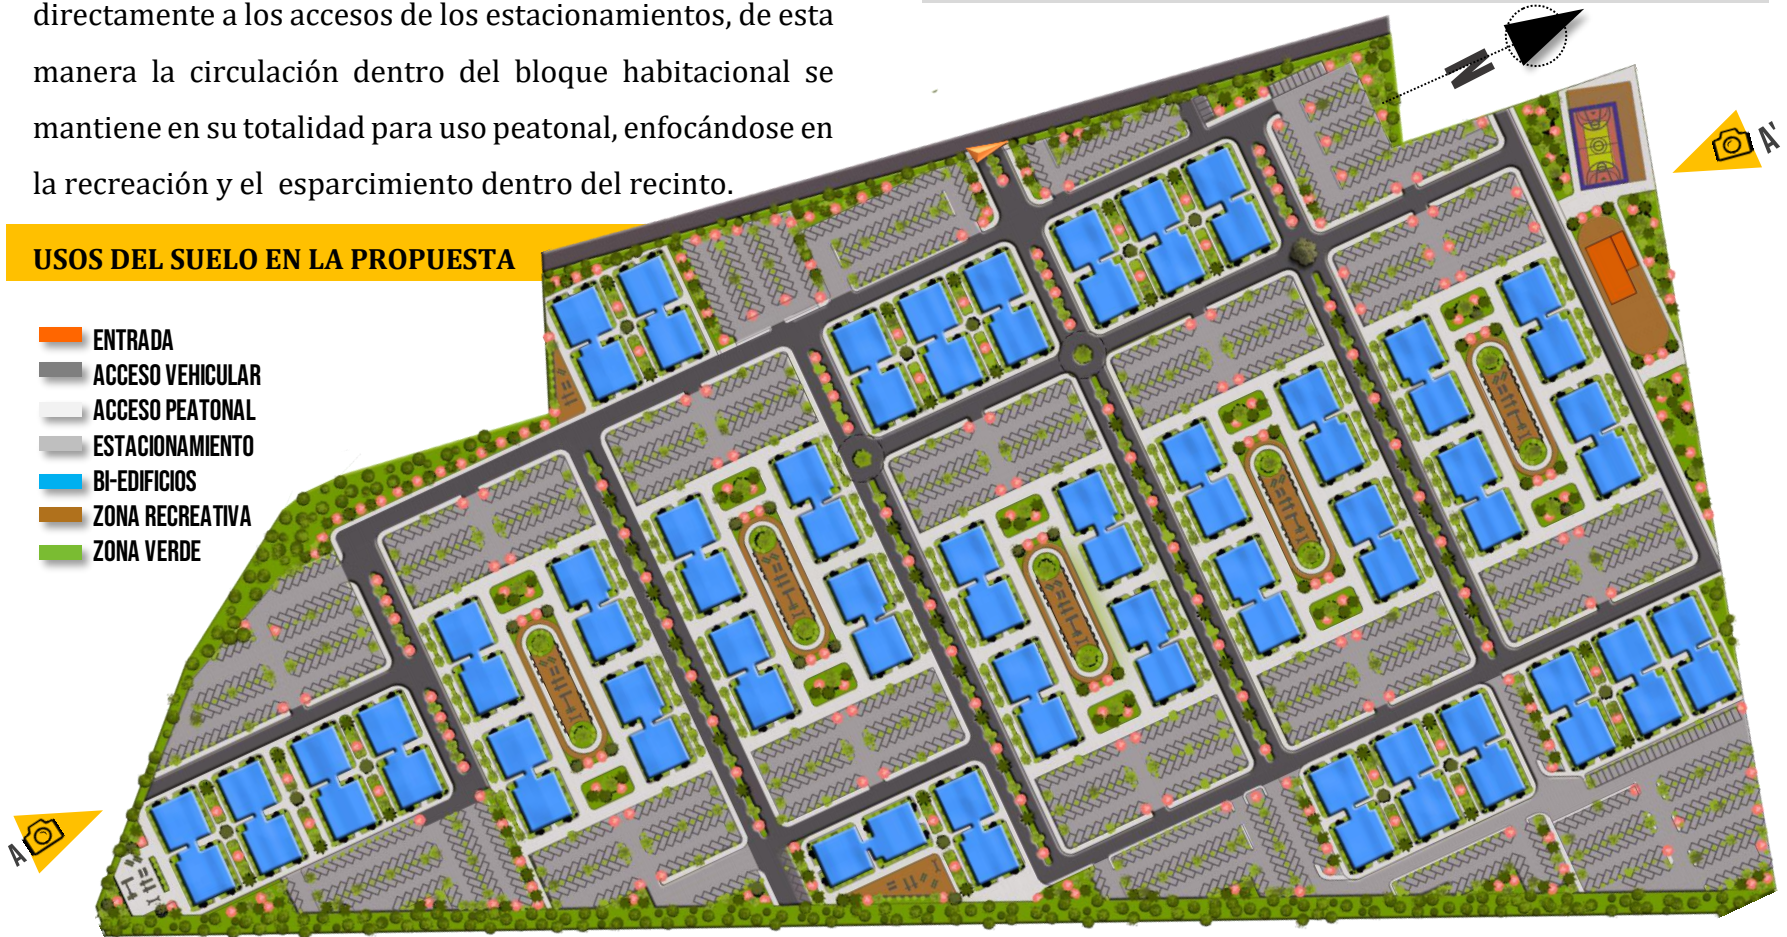 directamente a los accesos de los estacionamientos, de esta
manera la circulación dentro del bloque habitacional se
mantiene en su totalidad para uso peatonal, enfocándose en
la recreación y el esparcimiento dentro del recinto.
USOS DEL SUELO EN LA PROPUESTA
ENTRADA
ACCESO VEHICULAR
ACCESO PEATONAL
ESTACIONAMIENTO
BI-EDIFICIOS
ZONA RECREATIVA
ZONA VERDE
N
A'
A